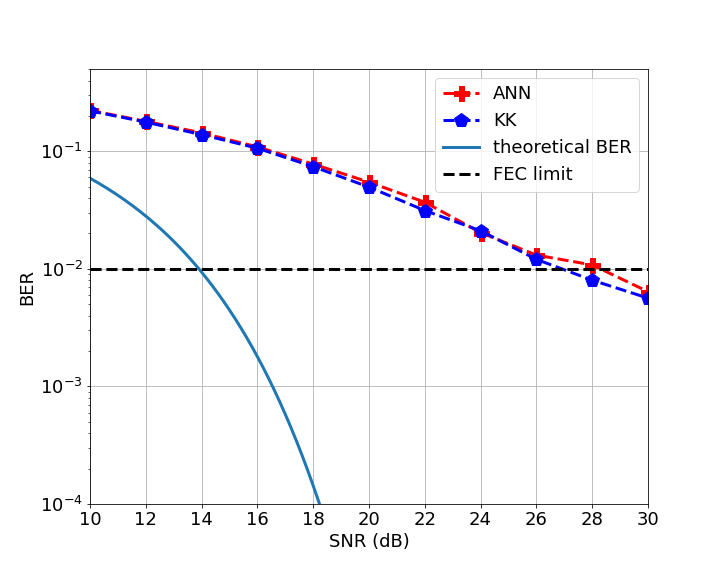 ANN
KK
theoretical BER
FEC limit
BER
10⁻¹
10⁻²
10⁻³
10⁻⁴
10 12 14 16 18 20 22 24 26 28 30
SNR (dB)